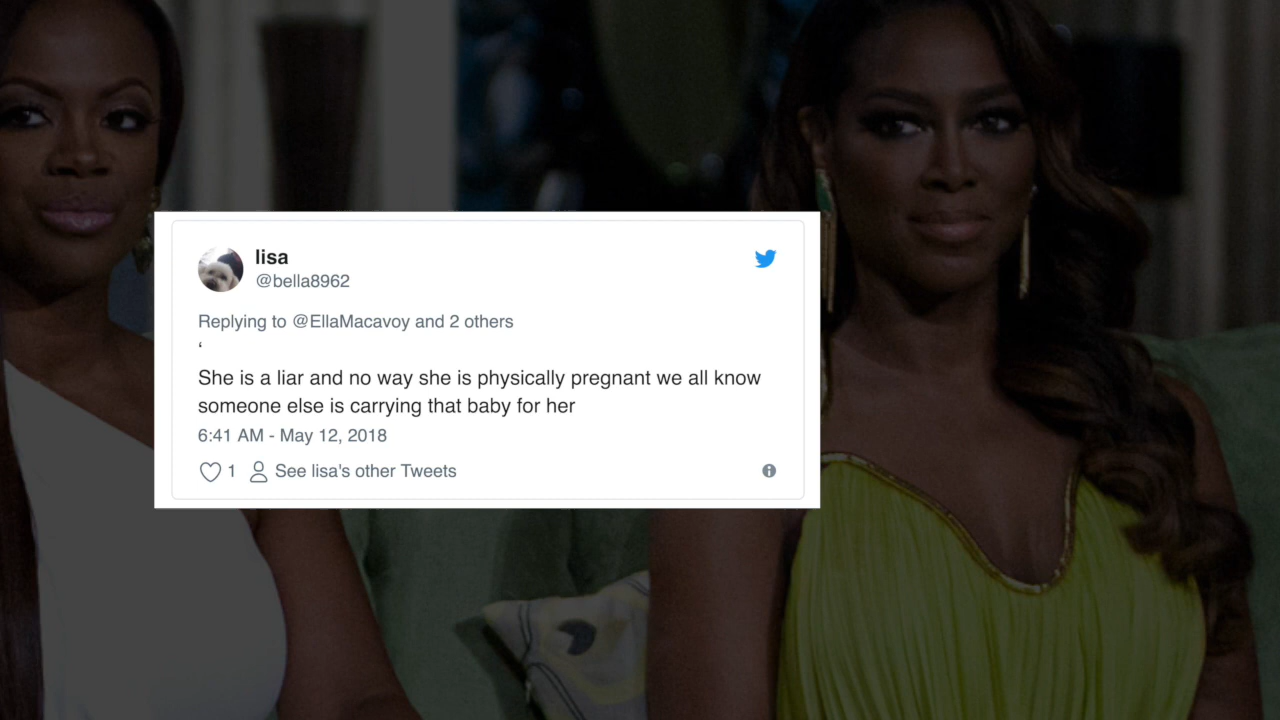 lisa
@bella8962
Replying to @EllaMacavoy and 2 others
‘
She is a liar and no way she is physically pregnant we all know
someone else is carrying that baby for her
6:41 AM - May 12, 2018
1 See lisa's other Tweets